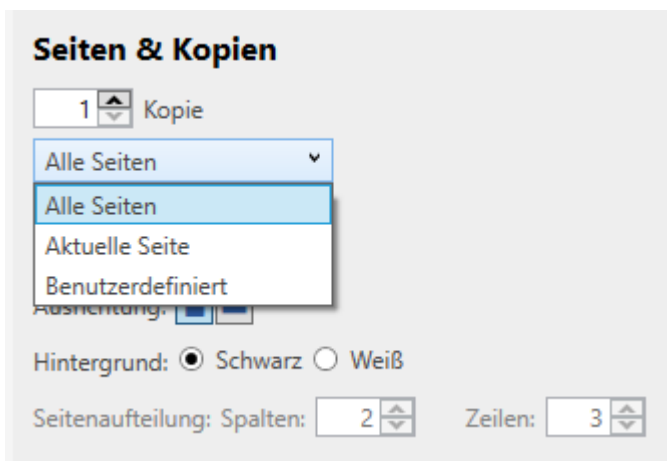 Seiten & Kopien
1 Kopie
Alle Seiten
Alle Seiten
Aktuelle Seite
Benutzerdefiniert
Ausrichtung:
Hintergrund: Schwarz Weiß
Seitenaufteilung: Spalten: 2 Zeilen: 3